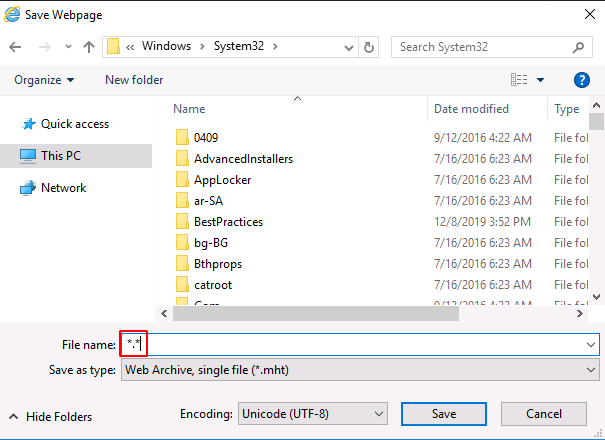 Save Webpage
« Windows › System32
Search System32
Organize
New folder
Name Date modified Type
Quick access
This PC
Network
0409 9/12/2016 4:22 AM File fol
AdvancedInstallers 7/16/2016 6:23 AM File fol
AppLocker 7/16/2016 6:23 AM File fol
ar-SA 7/16/2016 6:23 AM File fol
BestPractices 12/8/2019 3:52 PM File fol
bg-BG 7/16/2016 6:23 AM File fol
Bthprops 7/16/2016 6:23 AM File fol
catroot 7/16/2016 6:23 AM File fol
File name: *.*
Save as type: Web Archive, single file (*.mht)
Hide Folders
Encoding: Unicode (UTF-8)
Save
Cancel